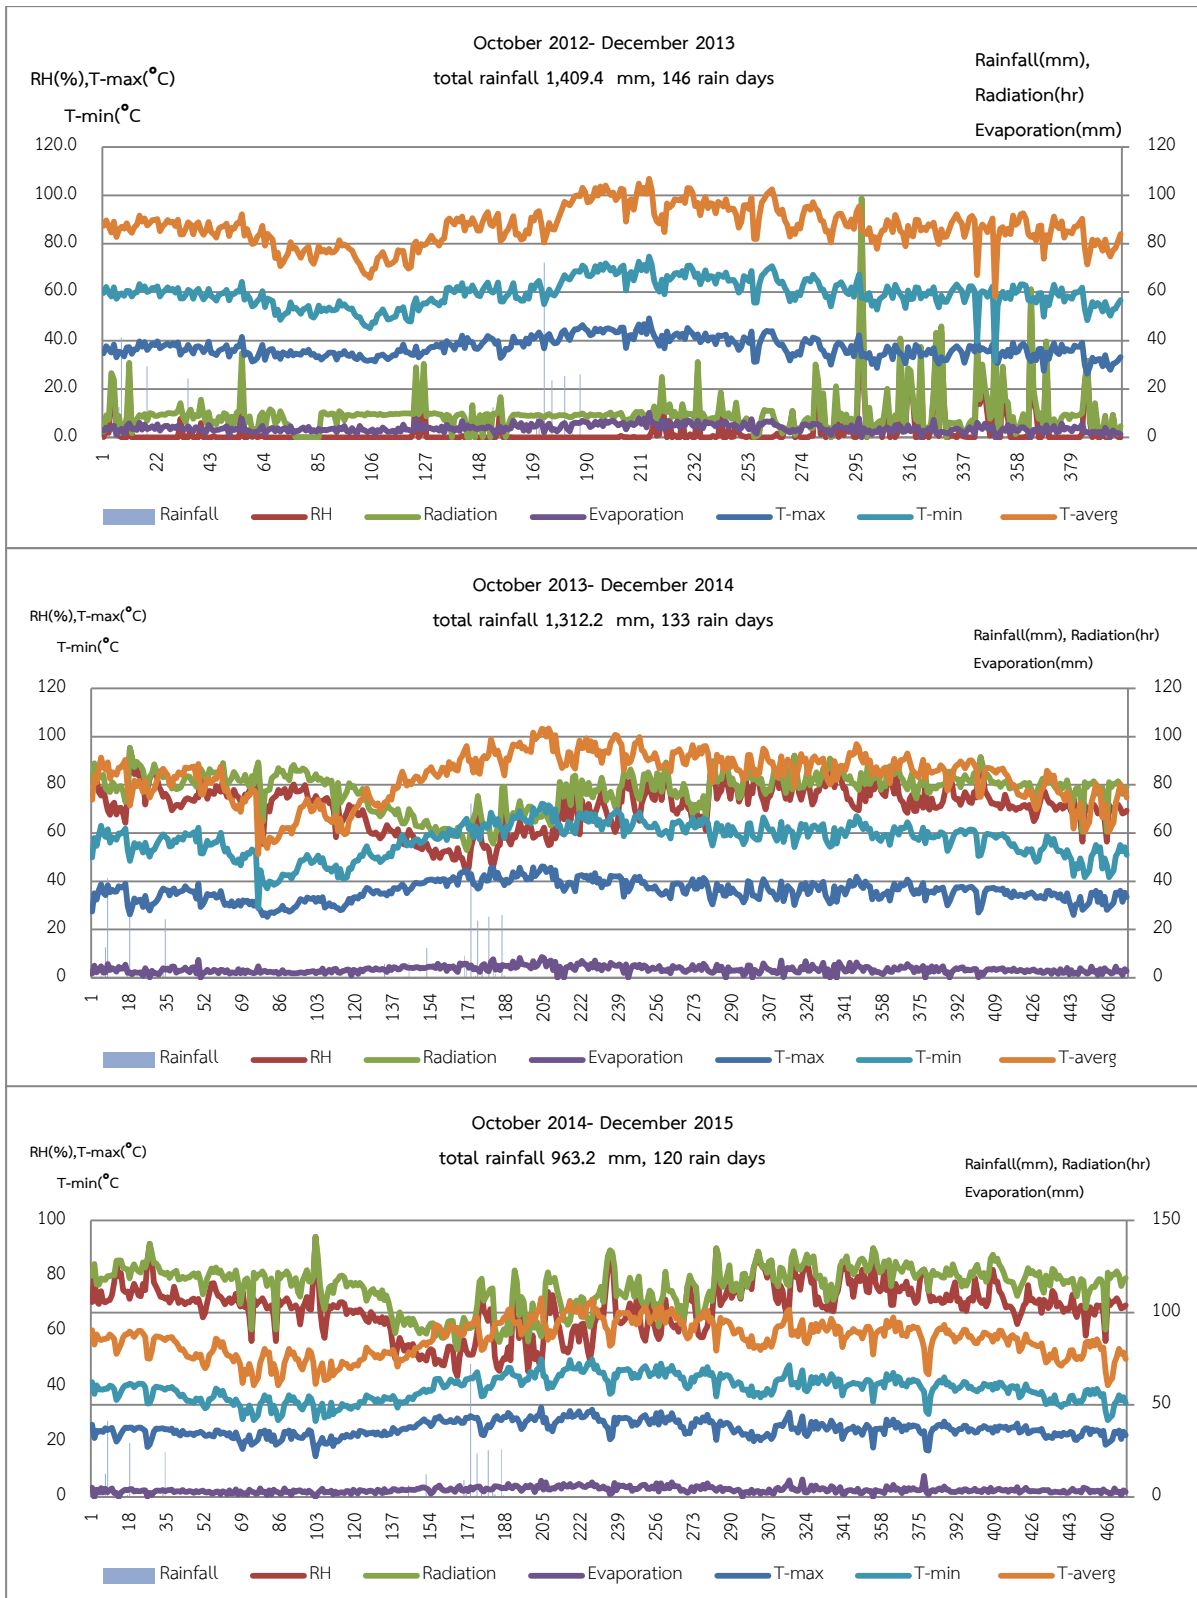 October 2012- December 2013
total rainfall 1,409.4 mm, 146 rain days
RH(%),T-max(°C)
T-min(°C
Rainfall(mm),
Radiation(hr)
Evaporation(mm)
120.0
100.0
80.0
60.0
40.0
20.0
0.0
120
100
80
60
40
20
0
1 22 43 64 85 106 127 148 169 190 211 232 253 274 295 316 337 358 379
Rainfall RH Radiation Evaporation T-max T-min T-averg
October 2013- December 2014
total rainfall 1,312.2 mm, 133 rain days
RH(%),T-max(°C)
T-min(°C
Rainfall(mm), Radiation(hr)
Evaporation(mm)
120
100
80
60
40
20
0
120
100
80
60
40
20
0
1 18 35 52 69 86 103 120 137 154 171 188 205 222 239 256 273 290 307 324 341 358 375 392 409 426 443 460
Rainfall RH Radiation Evaporation T-max T-min T-averg
October 2014- December 2015
total rainfall 963.2 mm, 120 rain days
RH(%),T-max(°C)
T-min(°C
Rainfall(mm), Radiation(hr)
Evaporation(mm)
100
80
60
40
20
0
150
100
50
0
1 18 35 52 69 86 103 120 137 154 171 188 205 222 239 256 273 290 307 324 341 358 375 392 409 426 443 460
Rainfall RH Radiation Evaporation T-max T-min T-averg